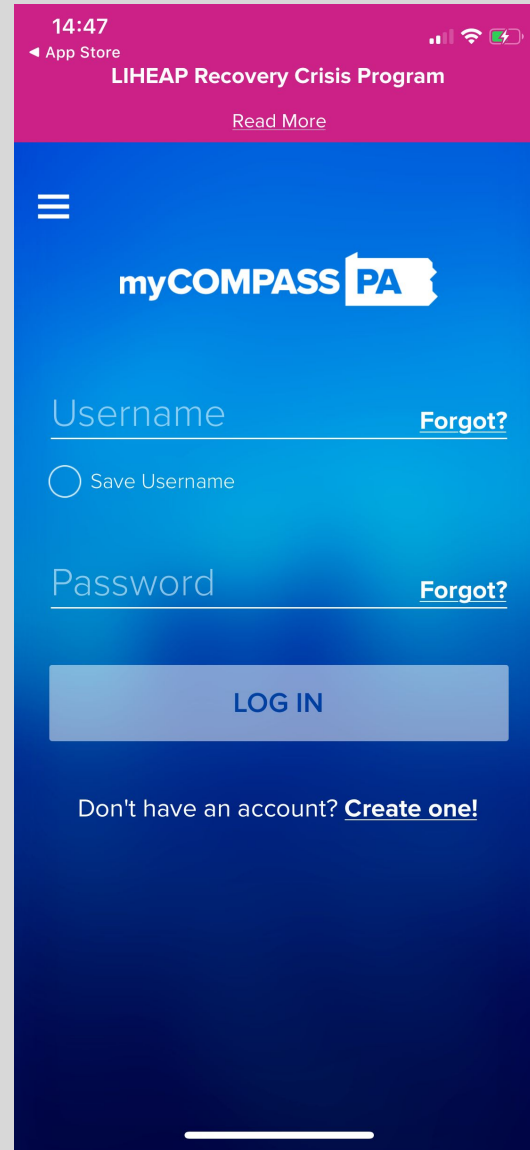 14:47
◀ App Store
LIHEAP Recovery Crisis Program
Read More
myCOMPASS PA
Username
Forgot?
Save Username
Password
Forgot?
LOG IN
Don't have an account? Create one!